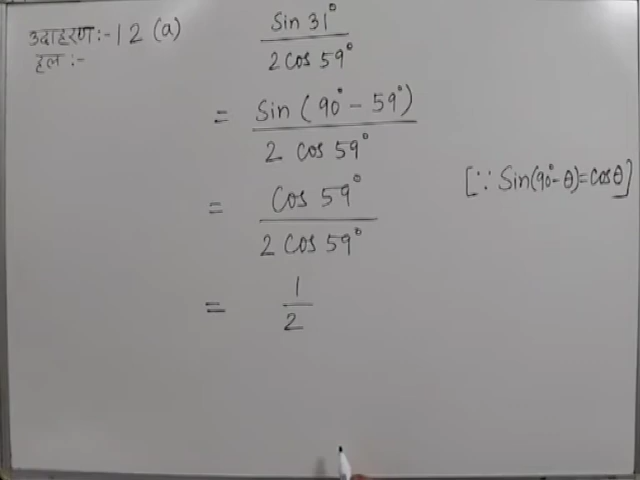 उदाहरण:- 12 (a)
हल :-
Sin 31°
2 cos 59°
= Sin (90° - 59°)
2 cos 59°
[∵ Sin(90°- θ)=cosθ]
= Cos 59°
2 cos 59°
= 1
2